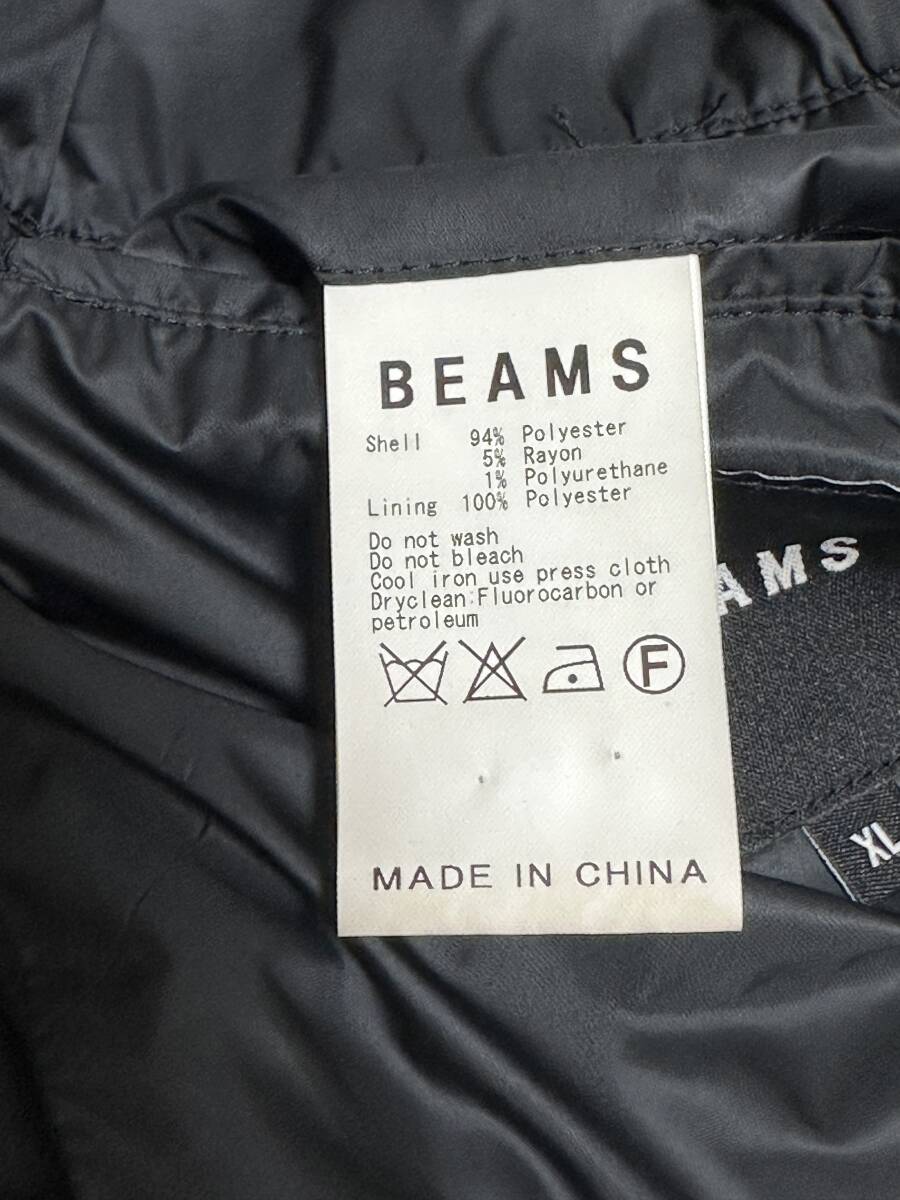 BEAMS
Shell 94% Polyester
5% Rayon
1% Polyurethane
Lining 100% Polyester
Do not wash
Do not bleach
Cool iron use press cloth
Dryclean:Fluorocarbon or
petroleum
F
MADE IN CHINA
AMS
XL